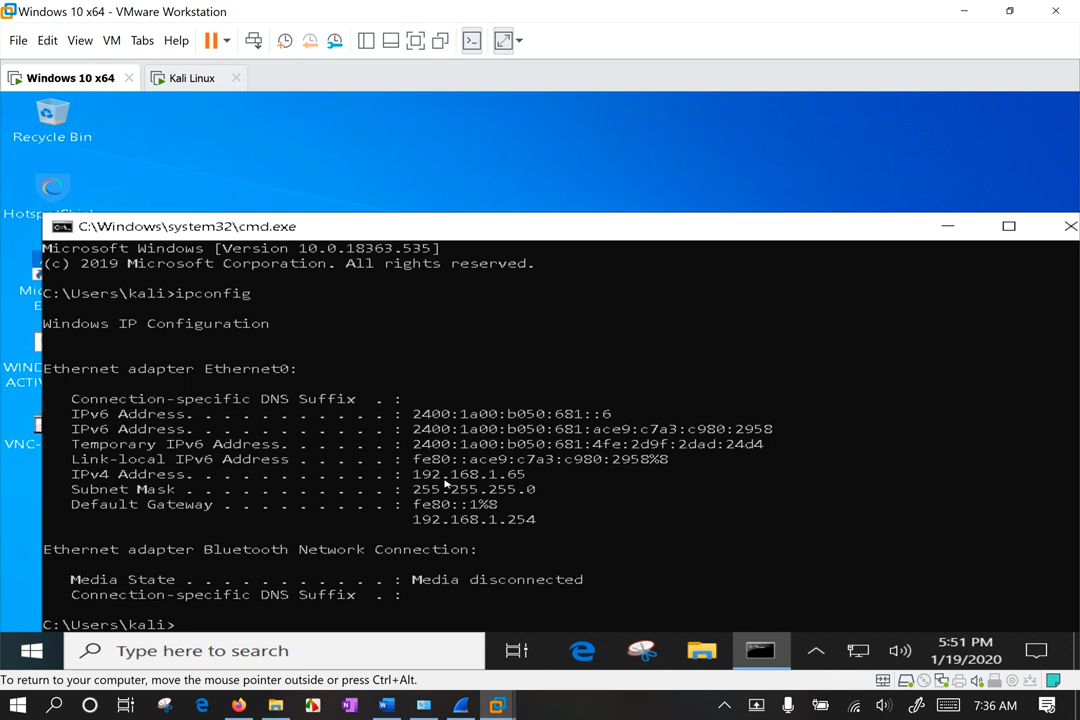 Windows 10 x64 - VMware Workstation
File Edit View VM Tabs Help
Windows 10 x64 Kali Linux
Recycle Bin
C:\Windows\system32\cmd.exe
Microsoft Windows [Version 10.0.18363.535]
(c) 2019 Microsoft Corporation. All rights reserved.
C:\Users\kali>ipconfig
Windows IP Configuration
Ethernet adapter Ethernet0:
Connection-specific DNS Suffix . :
IPv6 Address. . . . . . . . . . . : 2400:1a00:b050:681::6
IPv6 Address. . . . . . . . . . . : 2400:1a00:b050:681:ace9:c7a3:c980:2958
Temporary IPv6 Address. . . . . . : 2400:1a00:b050:681:4fe:2d9f:2dad:24d4
Link-local IPv6 Address . . . . . : fe80::ace9:c7a3:c980:2958%8
IPv4 Address. . . . . . . . . . . : 192.168.1.65
Subnet Mask . . . . . . . . . . . : 255.255.255.0
Default Gateway . . . . . . . . . : fe80::1%8
192.168.1.254
Ethernet adapter Bluetooth Network Connection:
Media State . . . . . . . . . . . : Media disconnected
Connection-specific DNS Suffix . :
C:\Users\kali>
WIND
ACTIV
VNC-
Type here to search
5:51 PM
1/19/2020
To return to your computer, move the mouse pointer outside or press Ctrl+Alt.
7:36 AM